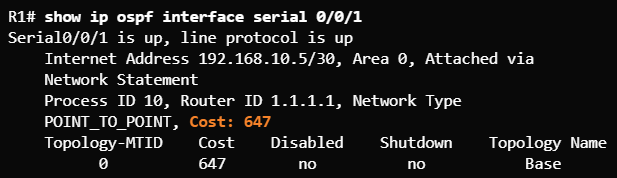 R1# show ip ospf interface serial 0/0/1
Serial0/0/1 is up, line protocol is up
Internet Address 192.168.10.5/30, Area 0, Attached via
Network Statement
Process ID 10, Router ID 1.1.1.1, Network Type
POINT_TO_POINT, Cost: 647
Topology-MTID Cost Disabled Shutdown Topology Name
0 647 no no Base